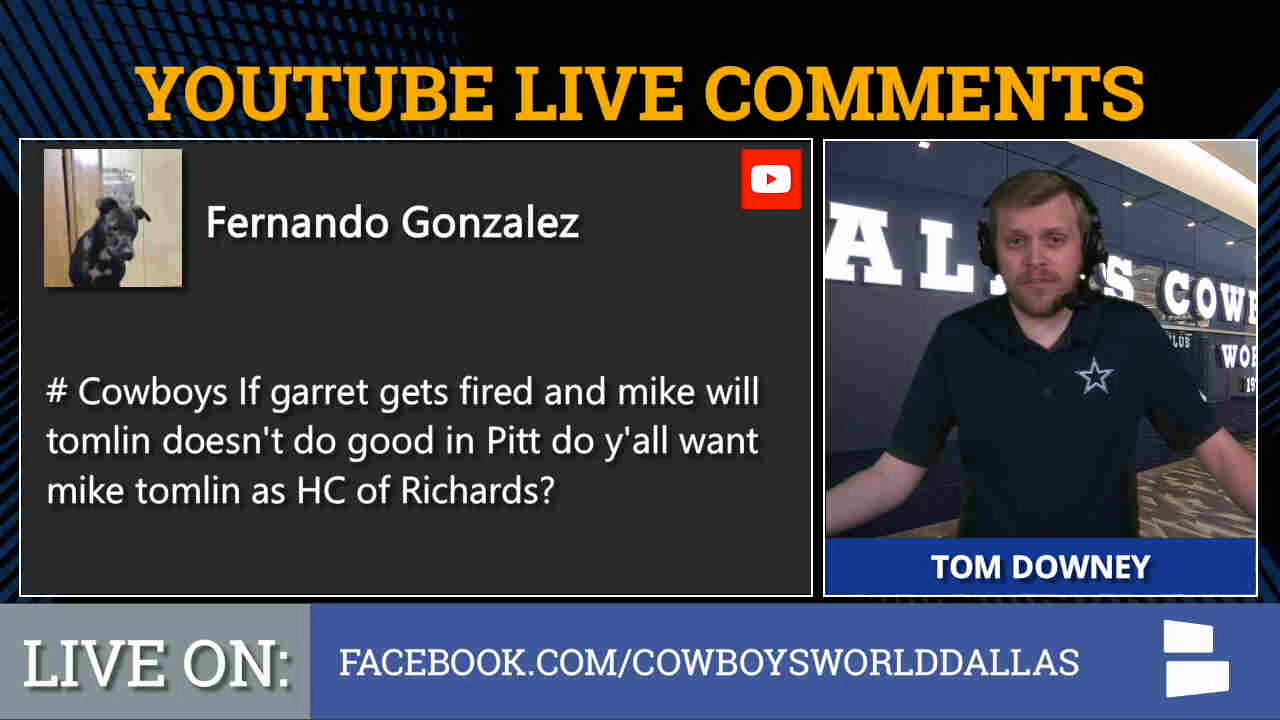 YOUTUBE LIVE COMMENTS
Fernando Gonzalez
# Cowboys If garret gets fired and mike will
tomlin doesn't do good in Pitt do y'all want
mike tomlin as HC of Richards?
TOM DOWNEY
LIVE ON:
FACEBOOK.COM/COWBOYSWORLDDALLAS